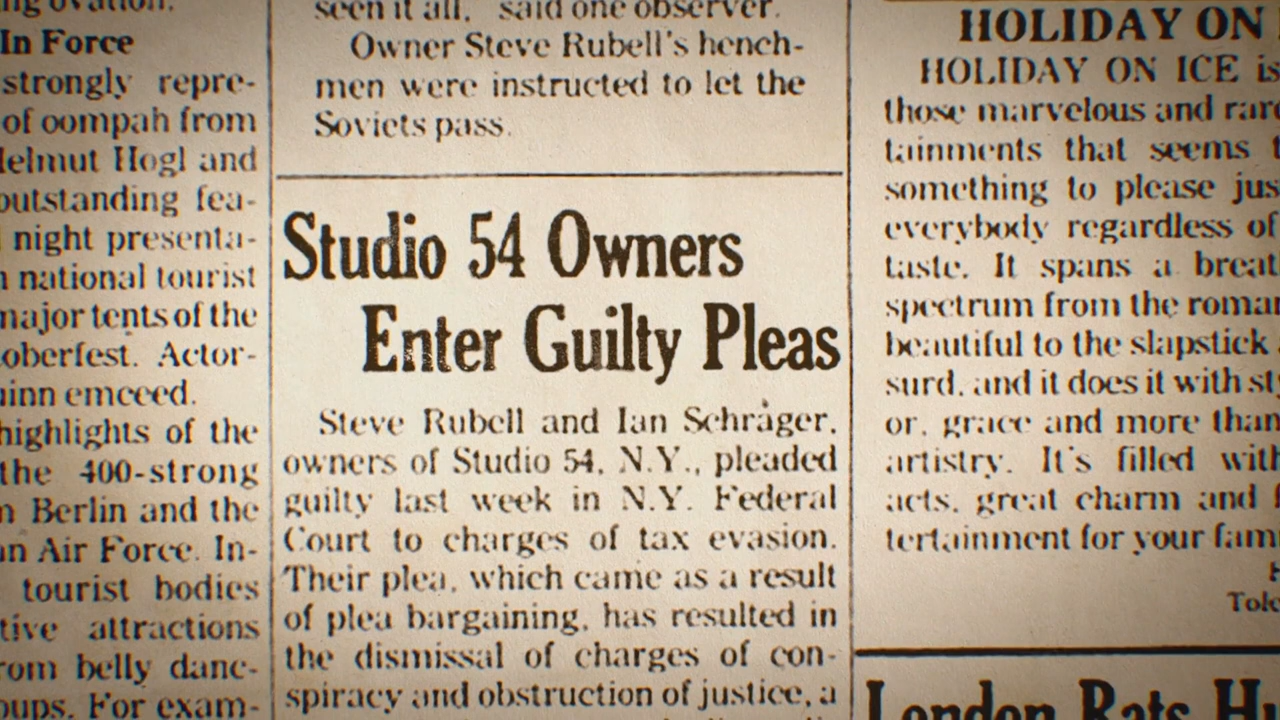 ng ovation.
In Force
strongly repre-
of oompah from
Helmut Hogl and
outstanding fea-
night presenta-
national tourist
major tents of the
oberfest. Actor-
uinn emceed.
highlights of the
the 400-strong
Berlin and the
an Air Force. In-
tourist bodies
tive attractions
rom belly danc-
oups. For exam-
seen it all," said one observer.
Owner Steve Rubell's hench-
men were instructed to let the
Soviets pass.
Studio 54 Owners
Enter Guilty Pleas
Steve Rubell and Ian Schrager,
owners of Studio 54, N.Y., pleaded
guilty last week in N.Y. Federal
Court to charges of tax evasion.
Their plea, which came as a result
of plea bargaining, has resulted in
the dismissal of charges of con-
spiracy and obstruction of justice, a
HOLIDAY ON
HOLIDAY ON ICE is
those marvelous and rare
tainments that seems t
something to please jus
everybody regardless of
taste. It spans a breat
spectrum from the roman
beautiful to the slapstick
surd, and it does it with st
or, grace and more than
artistry. It's filled with
acts, great charm and
tertainment for your fam
Tole
London Rats Hu